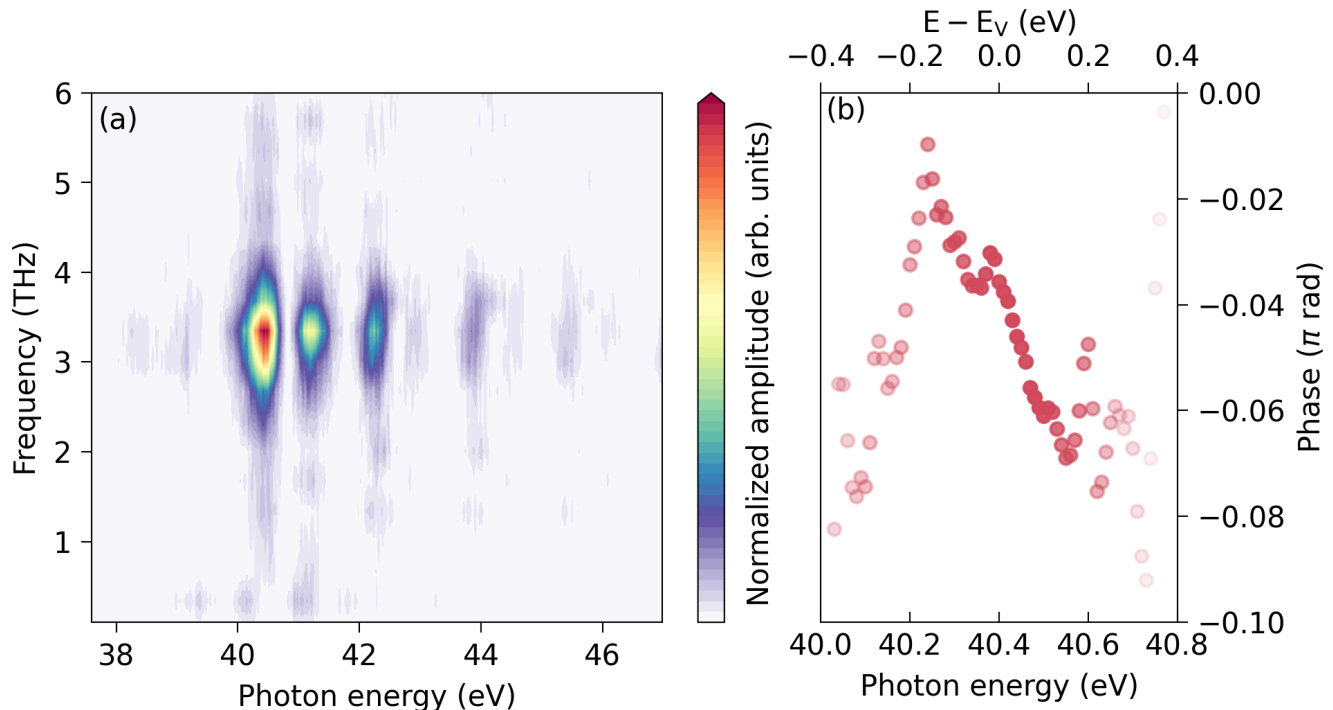 (a)
6
5
4
3
2
1
Frequency (THz)
38 40 42 44 46
Photon energy (eV)
Normalized amplitude (arb. units)
E − E_V (eV)
−0.4 −0.2 0.0 0.2 0.4
(b)
0.00
−0.02
−0.04
−0.06
−0.08
−0.10
Phase (π rad)
40.0 40.2 40.4 40.6 40.8
Photon energy (eV)